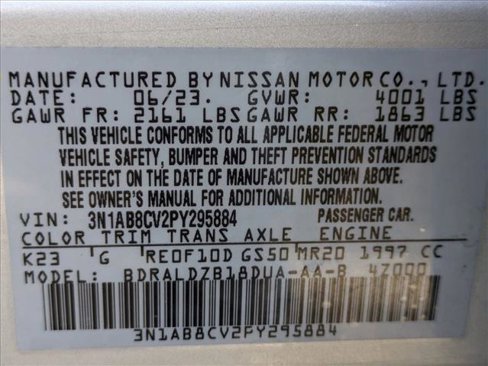 MANUFACTURED BY NISSAN MOTOR CO., LTD.
DATE: 06/23. GVWR: 4001 LBS
GAWR FR: 2161 LBS GAWR RR: 1863 LBS
THIS VEHICLE CONFORMS TO ALL APPLICABLE FEDERAL MOTOR
VEHICLE SAFETY, BUMPER AND THEFT PREVENTION STANDARDS
IN EFFECT ON THE DATE OF MANUFACTURE SHOWN ABOVE.
SEE OWNER'S MANUAL FOR ADDITIONAL INFORMATION.
VIN: 3N1AB8CV2PY295884 PASSENGER CAR.
COLOR TRIM TRANS AXLE ENGINE
K23 G RE0F10D GS50 MR20 1997 CC
MODEL: BDRALDZB18DUA-AA-B 4Z000
3N1AB8CV2PY295884